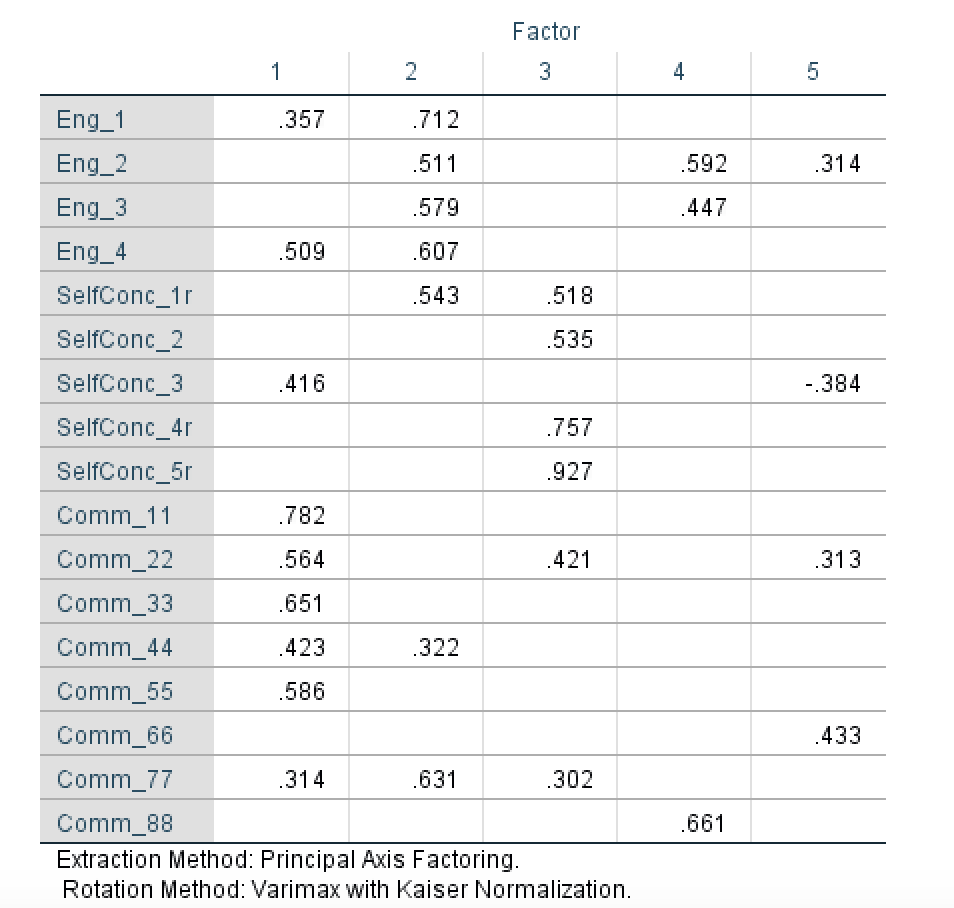 Factor
1 2 3 4 5
Eng_1 .357 .712
Eng_2 .511 .592 .314
Eng_3 .579 .447
Eng_4 .509 .607
SelfConc_1r .543 .518
SelfConc_2 .535
SelfConc_3 .416 -.384
SelfConc_4r .757
SelfConc_5r .927
Comm_11 .782
Comm_22 .564 .421 .313
Comm_33 .651
Comm_44 .423 .322
Comm_55 .586
Comm_66 .433
Comm_77 .314 .631 .302
Comm_88 .661
Extraction Method: Principal Axis Factoring.
Rotation Method: Varimax with Kaiser Normalization.